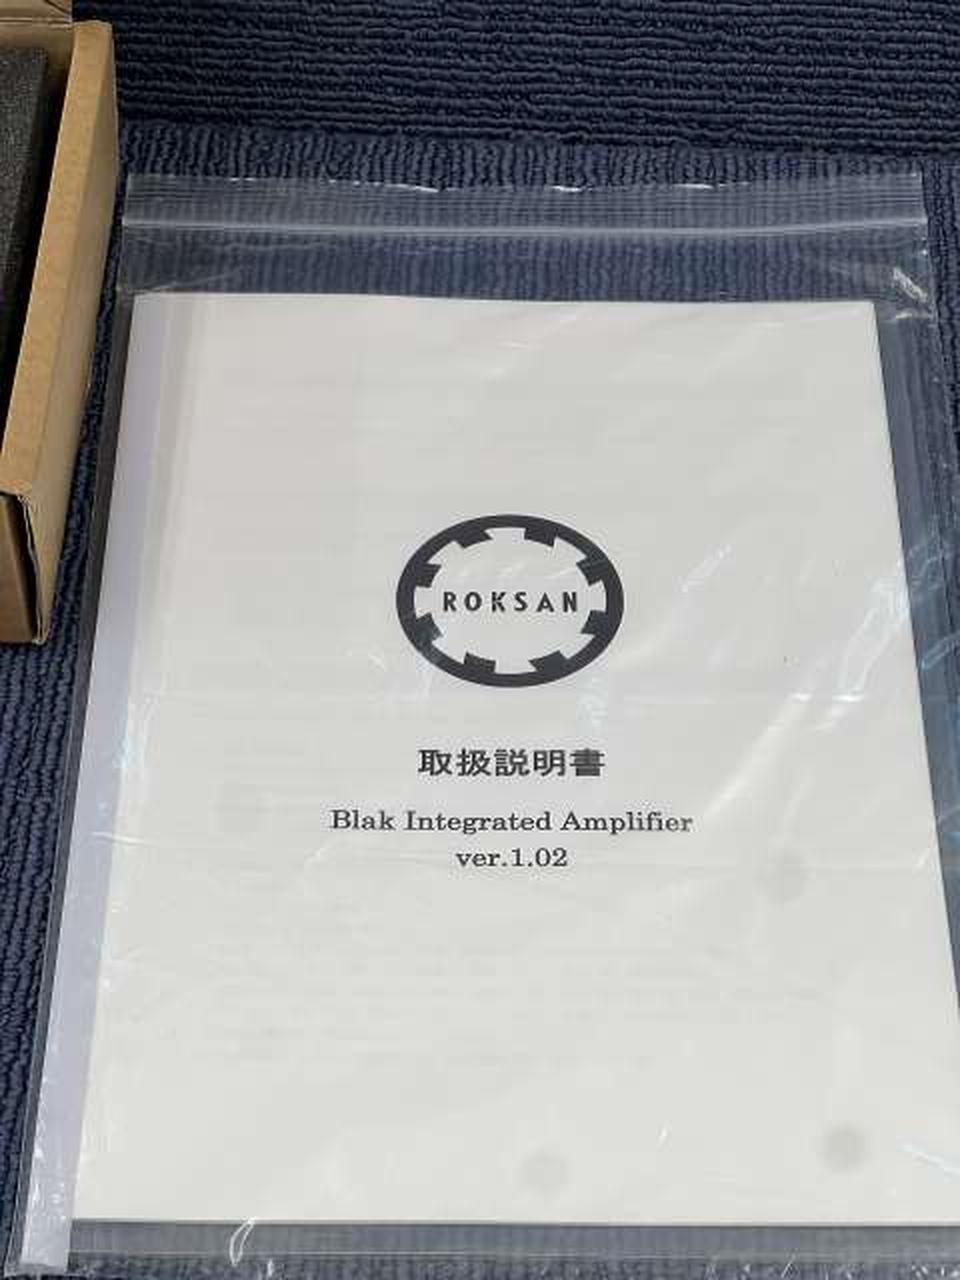 ROKSAN
取扱説明書
Blak Integrated Amplifier
ver.1.02